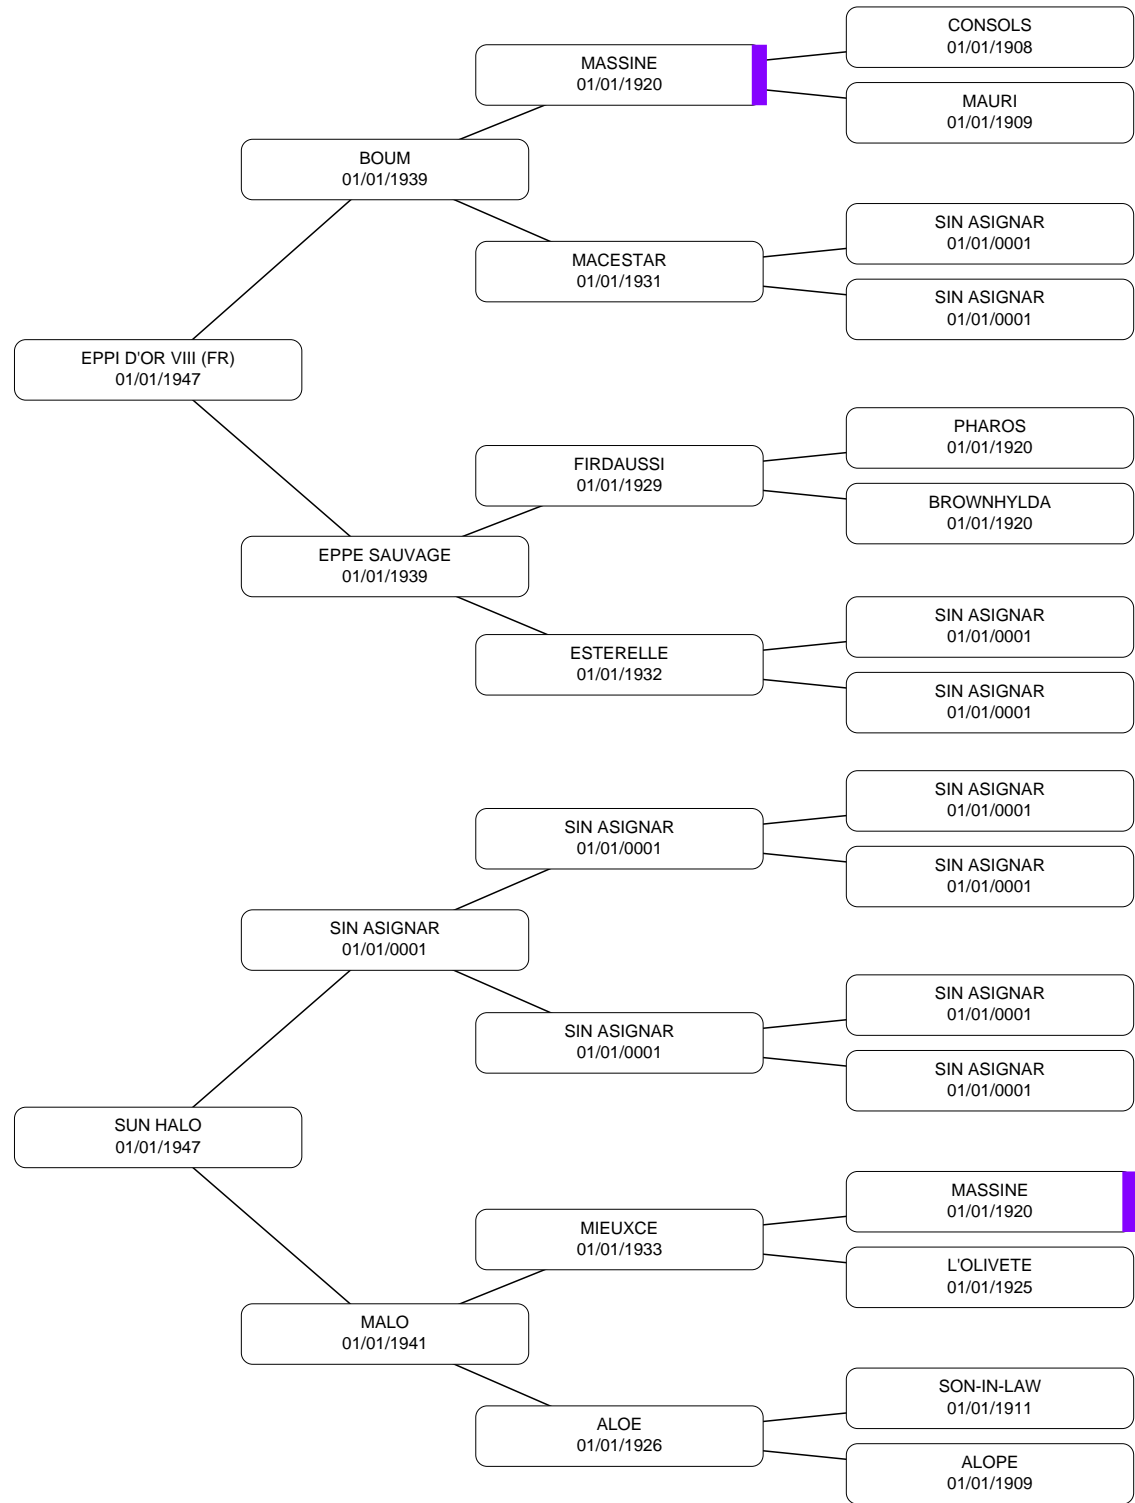 CONSOLS
01/01/1908
MASSINE
01/01/1920
MAURI
01/01/1909
BOUM
01/01/1939
SIN ASIGNAR
01/01/0001
MACESTAR
01/01/1931
SIN ASIGNAR
01/01/0001
EPPI D'OR VIII (FR)
01/01/1947
PHAROS
01/01/1920
FIRDAUSSI
01/01/1929
BROWNHYLDA
01/01/1920
EPPE SAUVAGE
01/01/1939
SIN ASIGNAR
01/01/0001
ESTERELLE
01/01/1932
SIN ASIGNAR
01/01/0001
SIN ASIGNAR
01/01/0001
SIN ASIGNAR
01/01/0001
SIN ASIGNAR
01/01/0001
SIN ASIGNAR
01/01/0001
SIN ASIGNAR
01/01/0001
SIN ASIGNAR
01/01/0001
SIN ASIGNAR
01/01/0001
SUN HALO
01/01/1947
MASSINE
01/01/1920
MIEUXCE
01/01/1933
L'OLIVETE
01/01/1925
MALO
01/01/1941
SON-IN-LAW
01/01/1911
ALOE
01/01/1926
ALOPE
01/01/1909